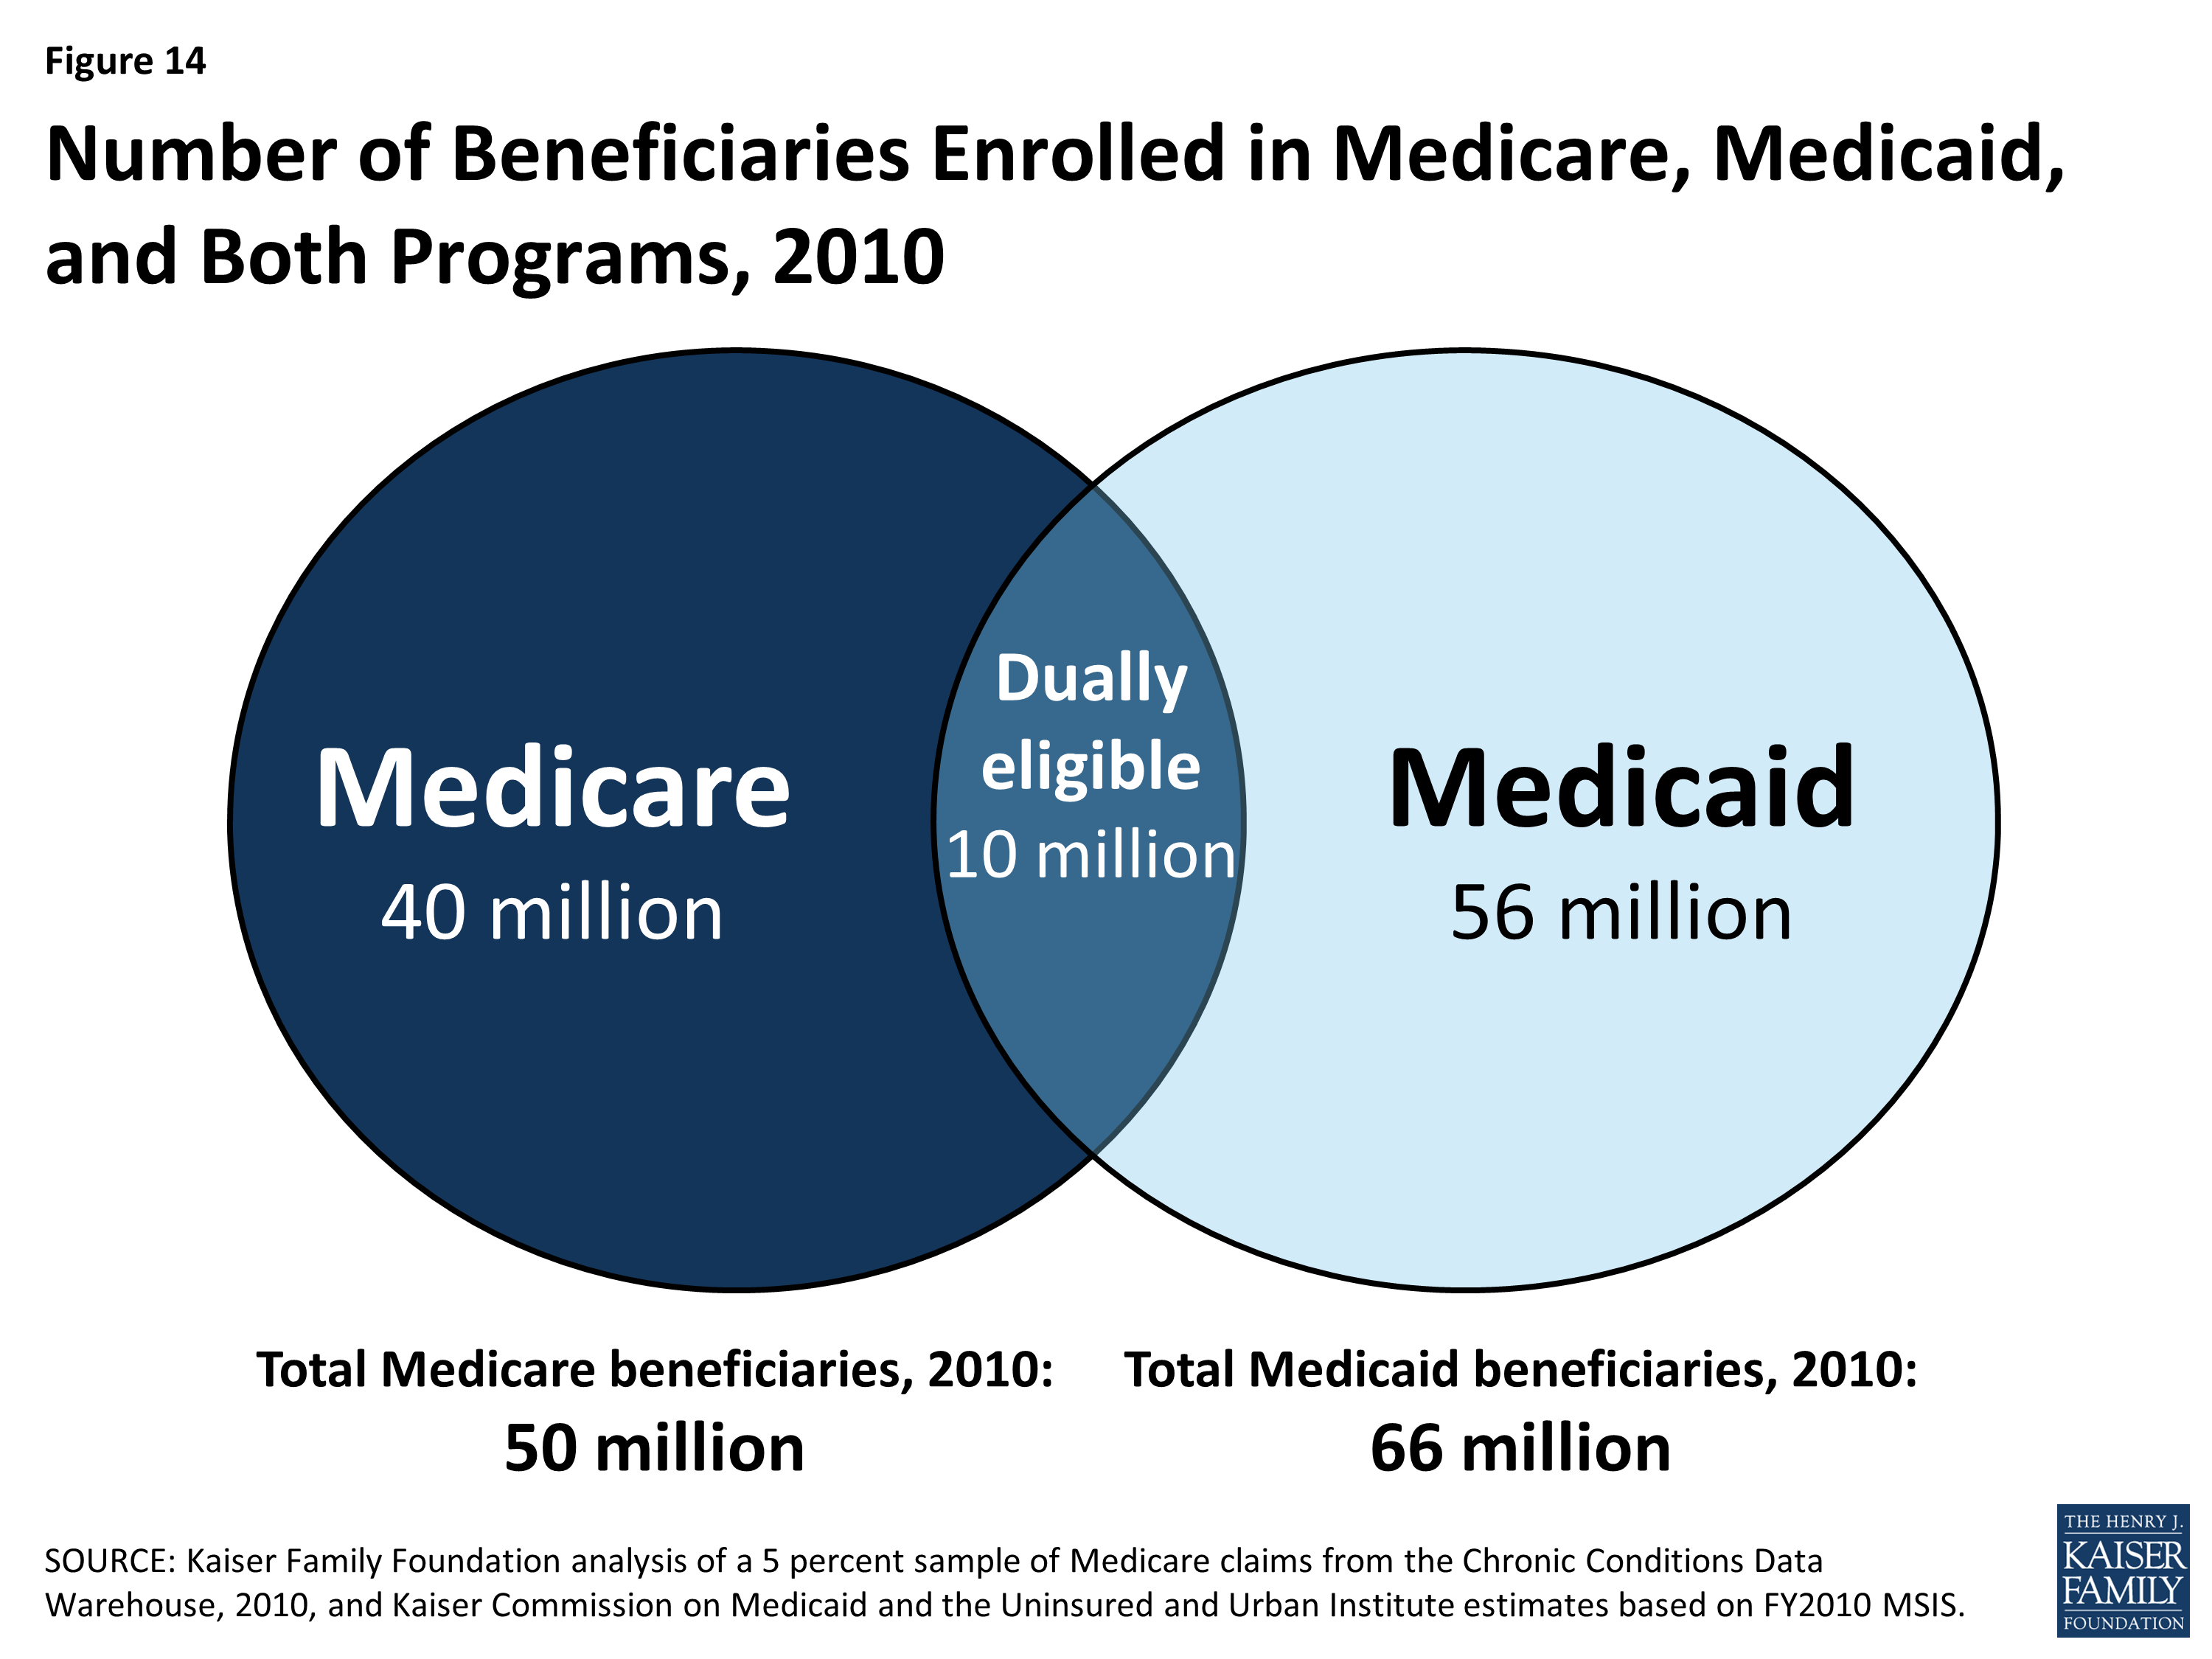 Figure 14
Number of Beneficiaries Enrolled in Medicare, Medicaid,
and Both Programs, 2010
Medicare
40 million
Dually
eligible
10 million
Medicaid
56 million
Total Medicare beneficiaries, 2010:
50 million
Total Medicaid beneficiaries, 2010:
66 million
SOURCE: Kaiser Family Foundation analysis of a 5 percent sample of Medicare claims from the Chronic Conditions Data
Warehouse, 2010, and Kaiser Commission on Medicaid and the Uninsured and Urban Institute estimates based on FY2010 MSIS.
THE HENRY J.
KAISER
FAMILY
FOUNDATION